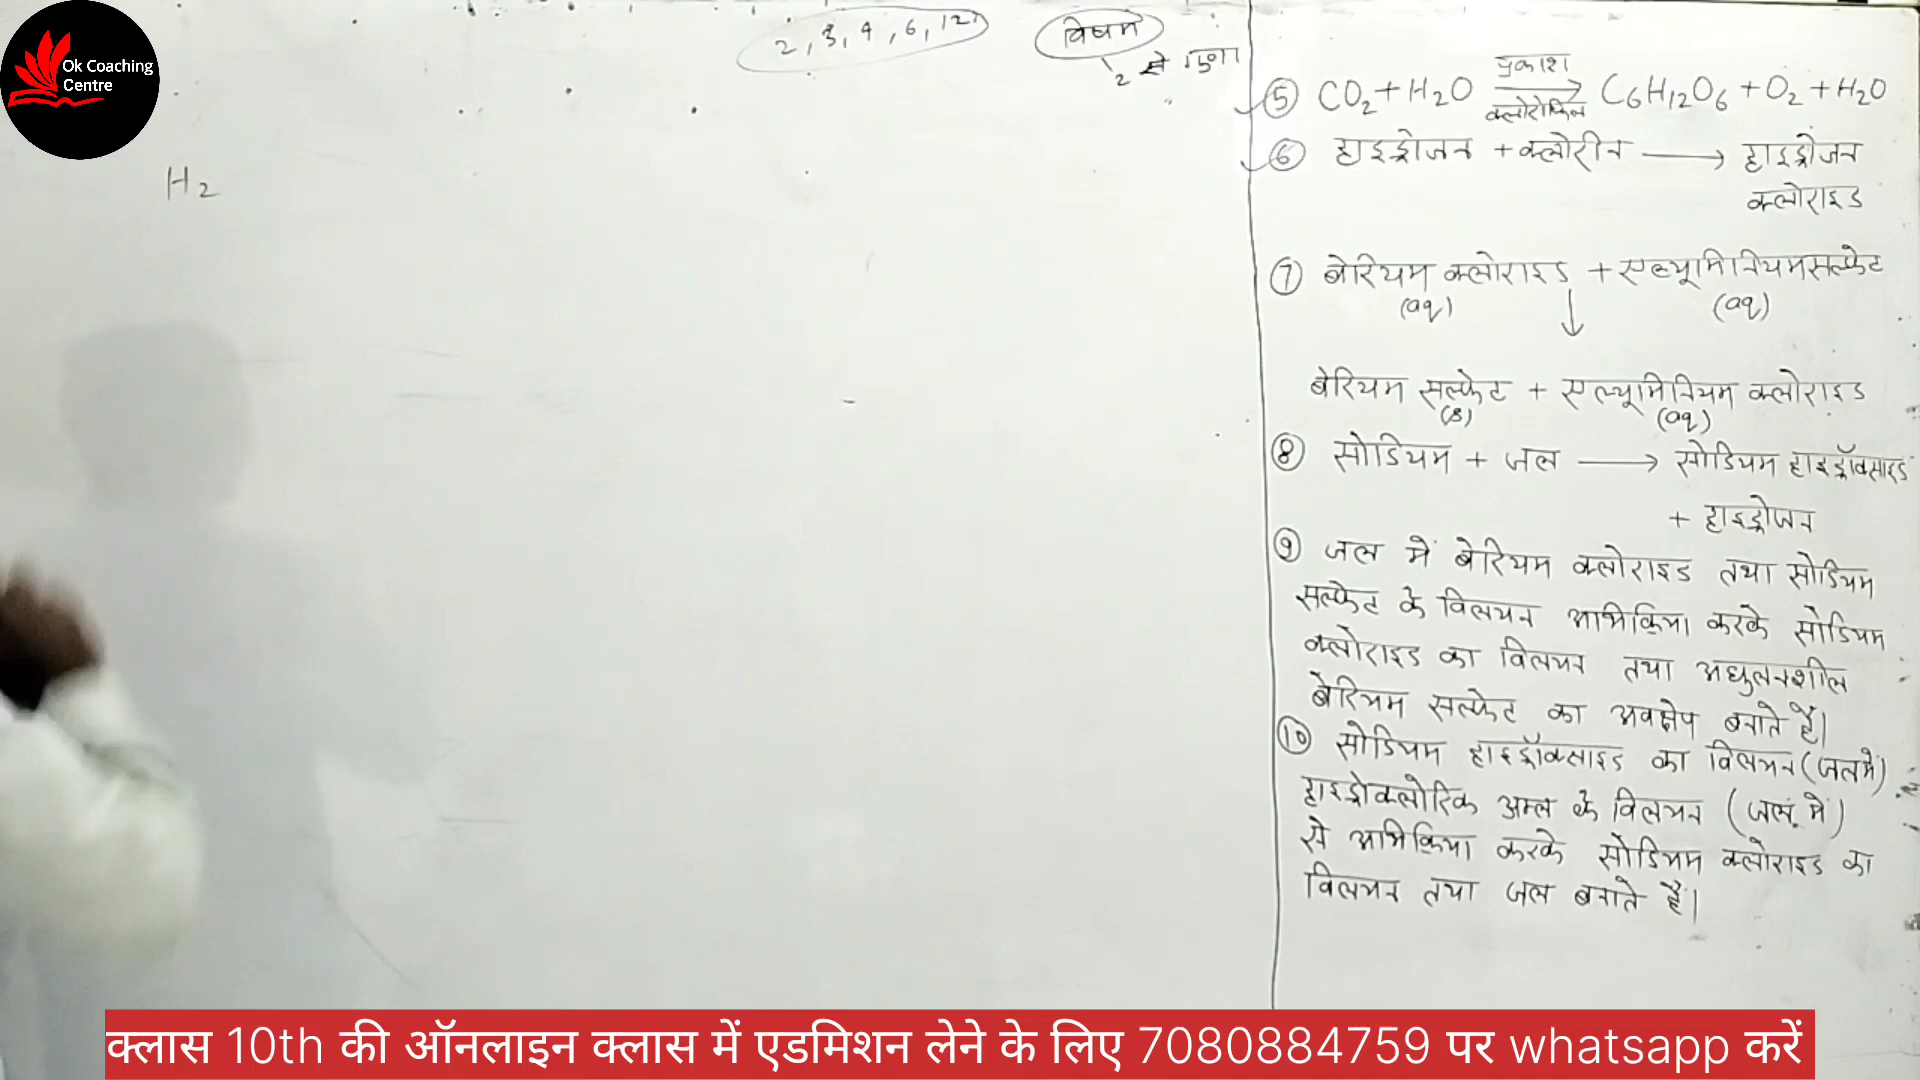 Ok Coaching
Centre
2, 3, 4, 6, 12
विषम
2 से गुणा
H2
⑤ CO2+H2O प्रकाश → क्लोरोफिल C6H12O6 + O2 + H2O
⑥ हाइड्रोजन + क्लोरीन → हाइड्रोजन
क्लोराइड
⑦ बेरियम क्लोराइड + एल्यूमिनियम सल्फेट
(aq) ↓ (aq)
बेरियम सल्फेट + एल्यूमिनियम क्लोराइड
(s) (aq)
⑧ सोडियम + जल → सोडियम हाइड्रॉक्साइड
+ हाइड्रोजन
⑨ जल में बेरियम क्लोराइड तथा सोडियम
सल्फेट के विलयन अभिक्रिया करके सोडियम
क्लोराइड का विलयन तथा अघुलनशील
बेरियम सल्फेट का अवक्षेप बनाते हैं।
⑩ सोडियम हाइड्रॉक्साइड का विलयन (जल में)
हाइड्रोक्लोरिक अम्ल के विलयन (जल में)
से अभिक्रिया करके सोडियम क्लोराइड का
विलयन तथा जल बनाते हैं।
क्लास 10th की ऑनलाइन क्लास में एडमिशन लेने के लिए 7080884759 पर whatsapp करें